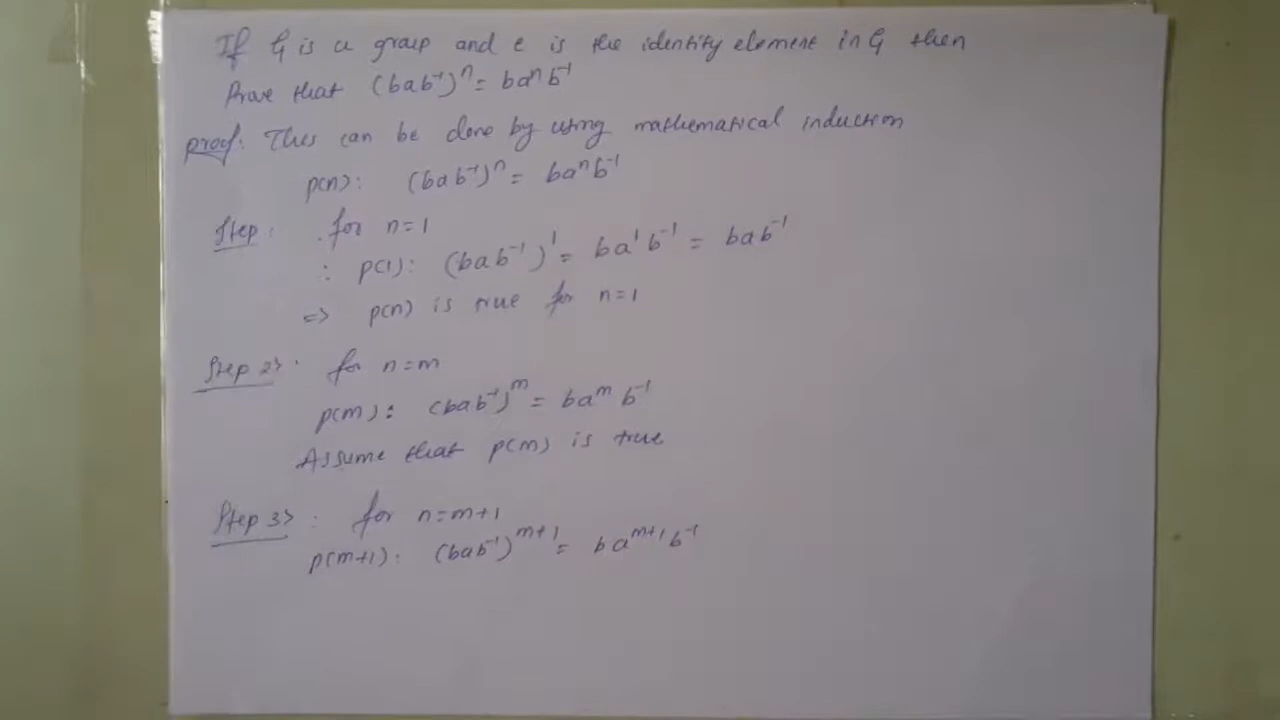 If G is a group and e is the identity element in G then
Prove that (bab⁻¹)ⁿ = baⁿb⁻¹
proof: This can be done by using mathematical induction
p(n): (bab⁻¹)ⁿ = baⁿb⁻¹
Step: for n=1
∴ p(1): (bab⁻¹)¹ = ba¹b⁻¹ = bab⁻¹
=> p(n) is true for n=1
Step 2>: for n=m
p(m): (bab⁻¹)ᵐ = baᵐb⁻¹
Assume that p(m) is true
Step 3>: for n=m+1
p(m+1): (bab⁻¹)ᵐ⁺¹ = baᵐ⁺¹b⁻¹